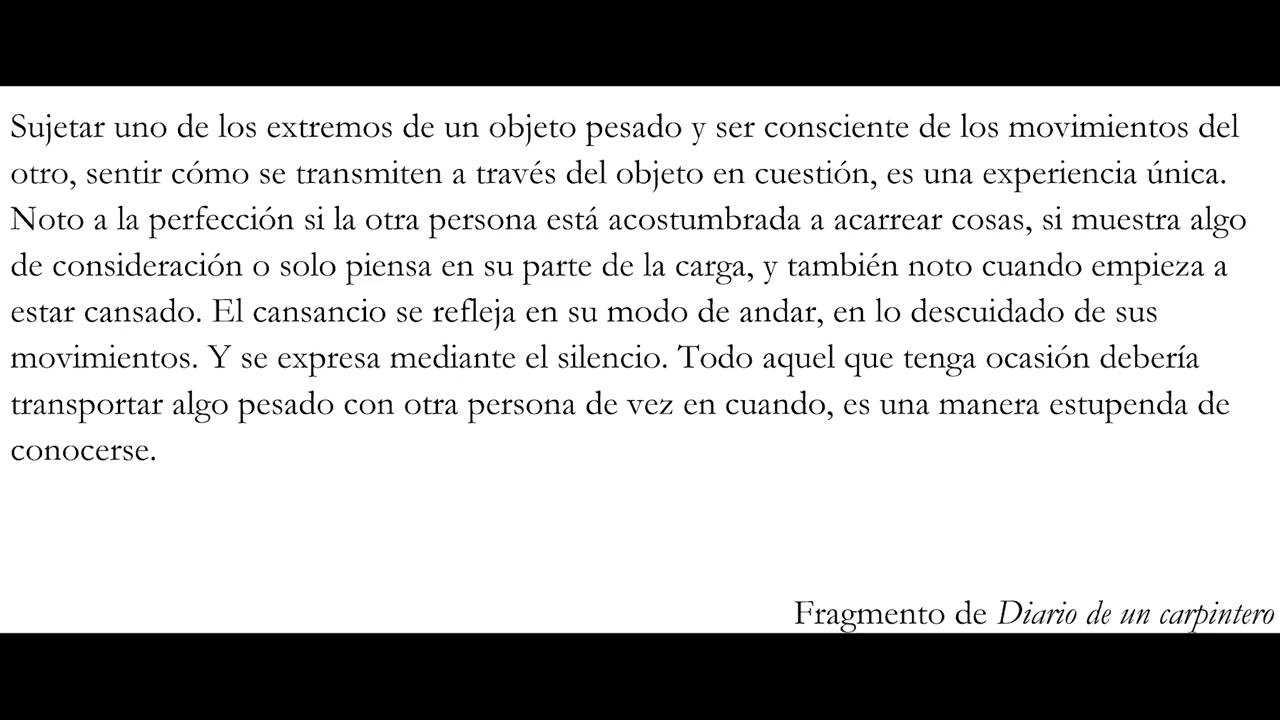 Sujetar uno de los extremos de un objeto pesado y ser consciente de los movimientos del
otro, sentir cómo se transmiten a través del objeto en cuestión, es una experiencia única.
Noto a la perfección si la otra persona está acostumbrada a acarrear cosas, si muestra algo
de consideración o solo piensa en su parte de la carga, y también noto cuando empieza a
estar cansado. El cansancio se refleja en su modo de andar, en lo descuidado de sus
movimientos. Y se expresa mediante el silencio. Todo aquel que tenga ocasión debería
transportar algo pesado con otra persona de vez en cuando, es una manera estupenda de
conocerse.
Fragmento de Diario de un carpintero